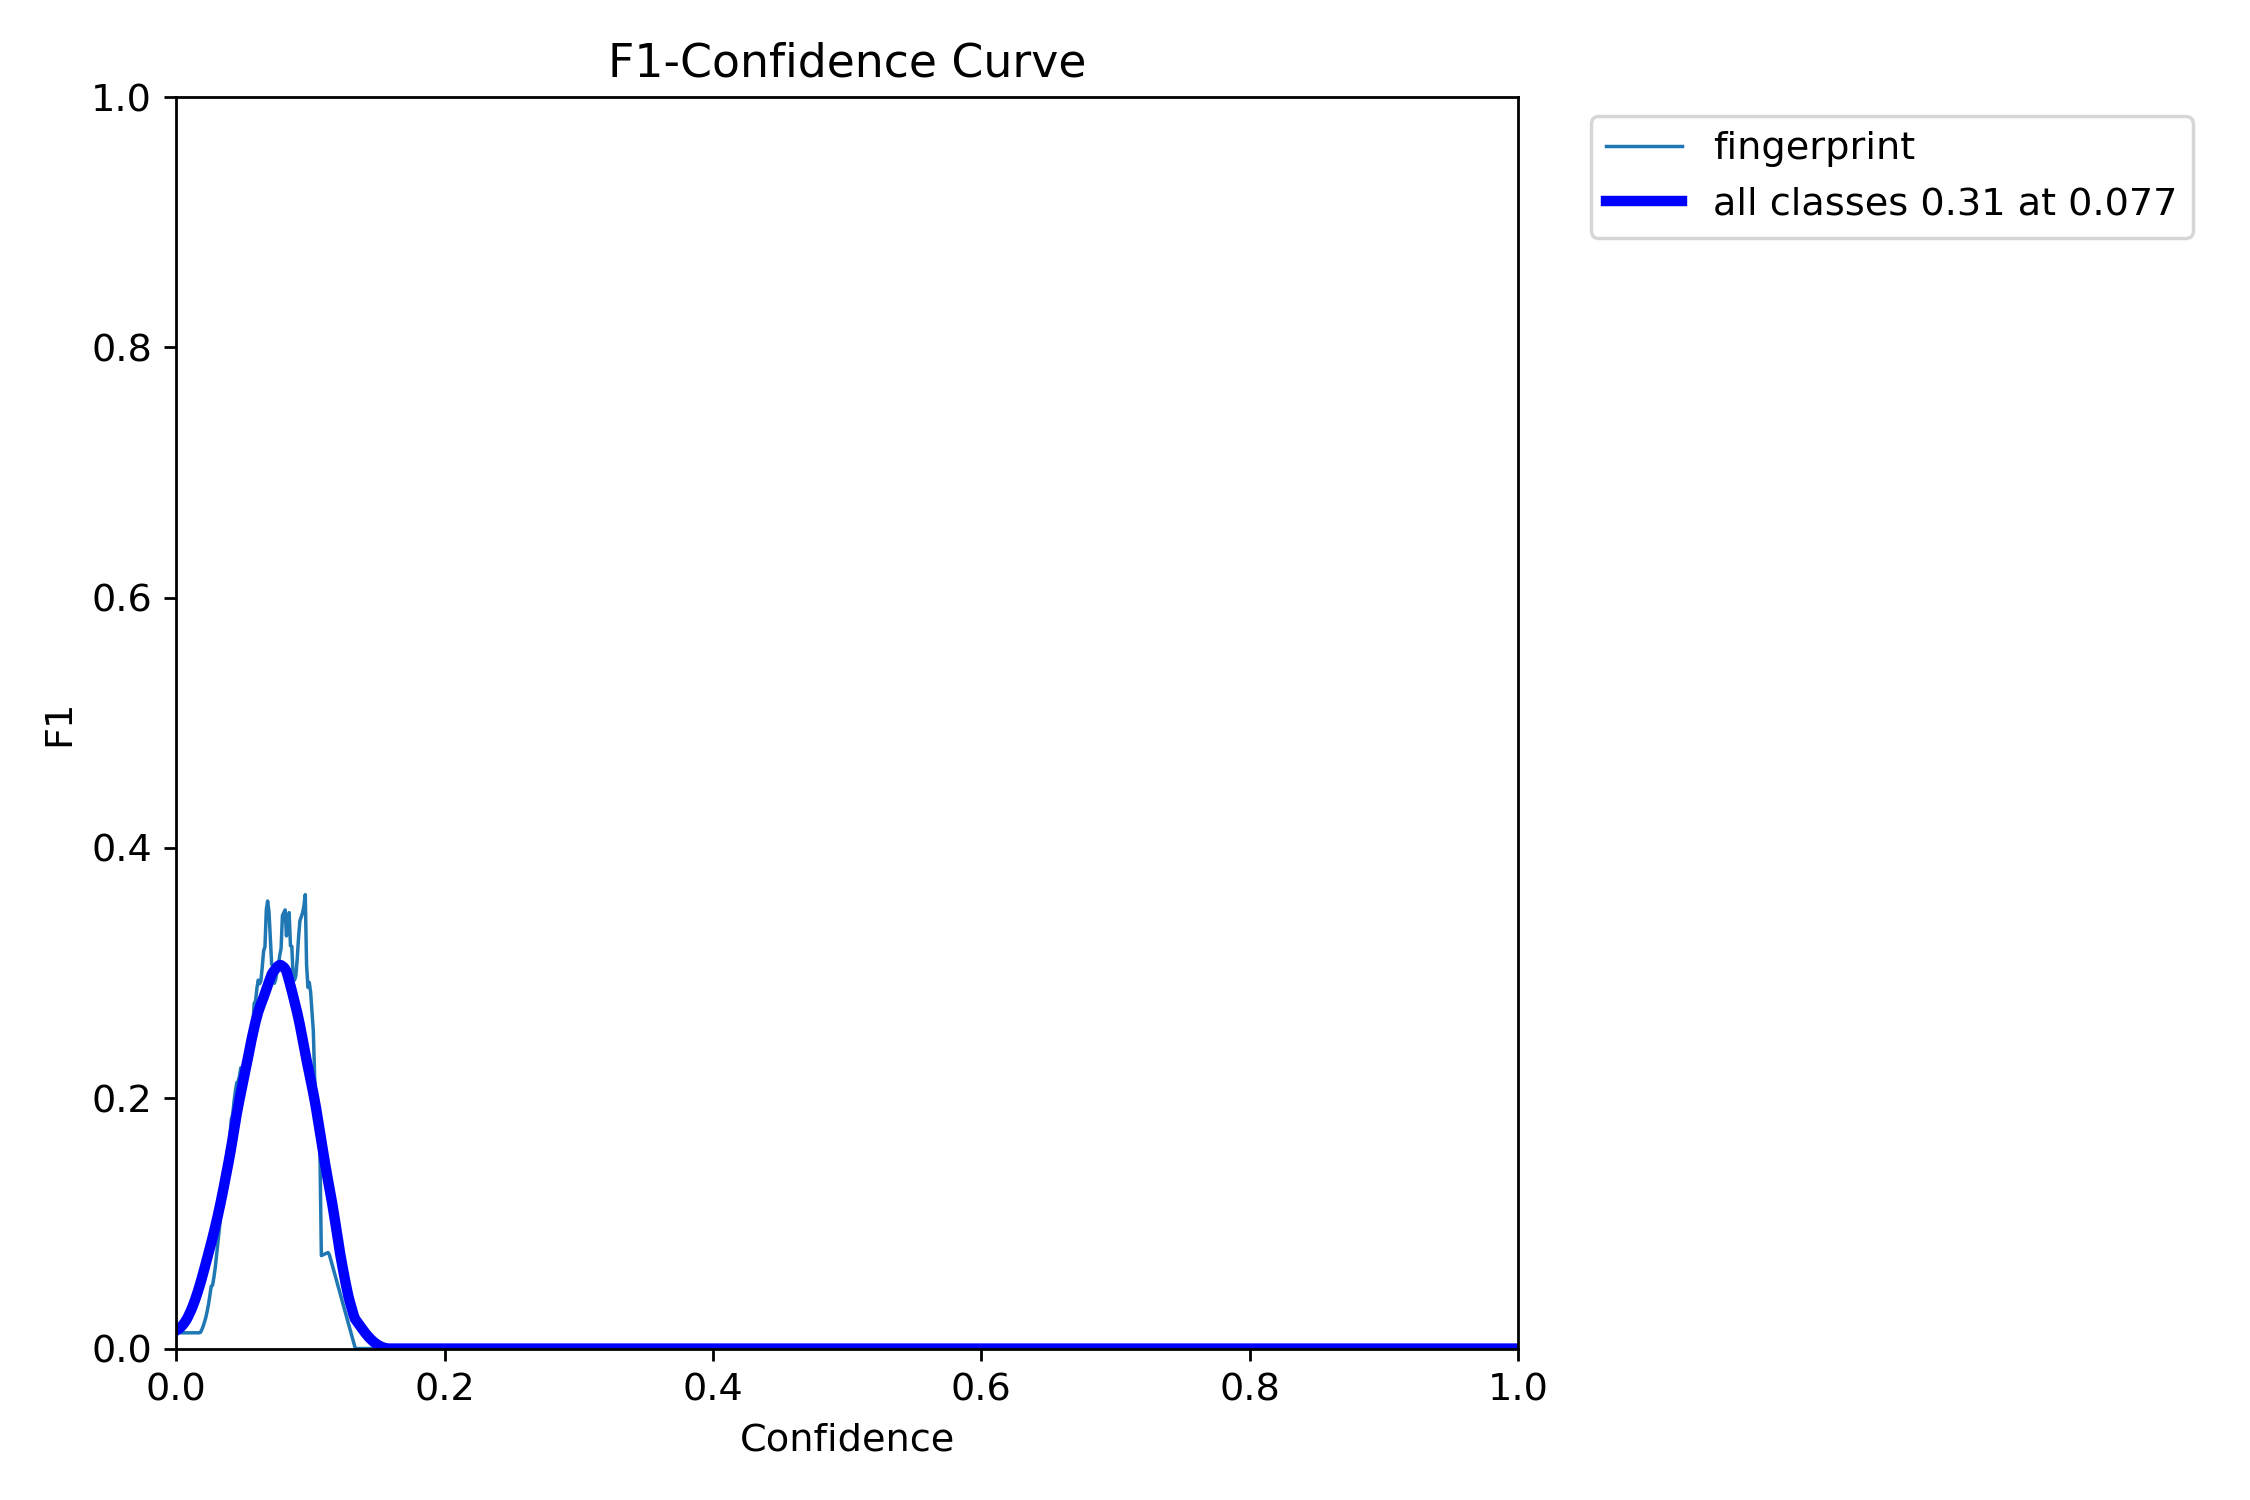 F1-Confidence Curve
1.0
0.8
0.6
0.4
0.2
0.0
F1
0.0 0.2 0.4 0.6 0.8 1.0
Confidence
fingerprint
all classes 0.31 at 0.077